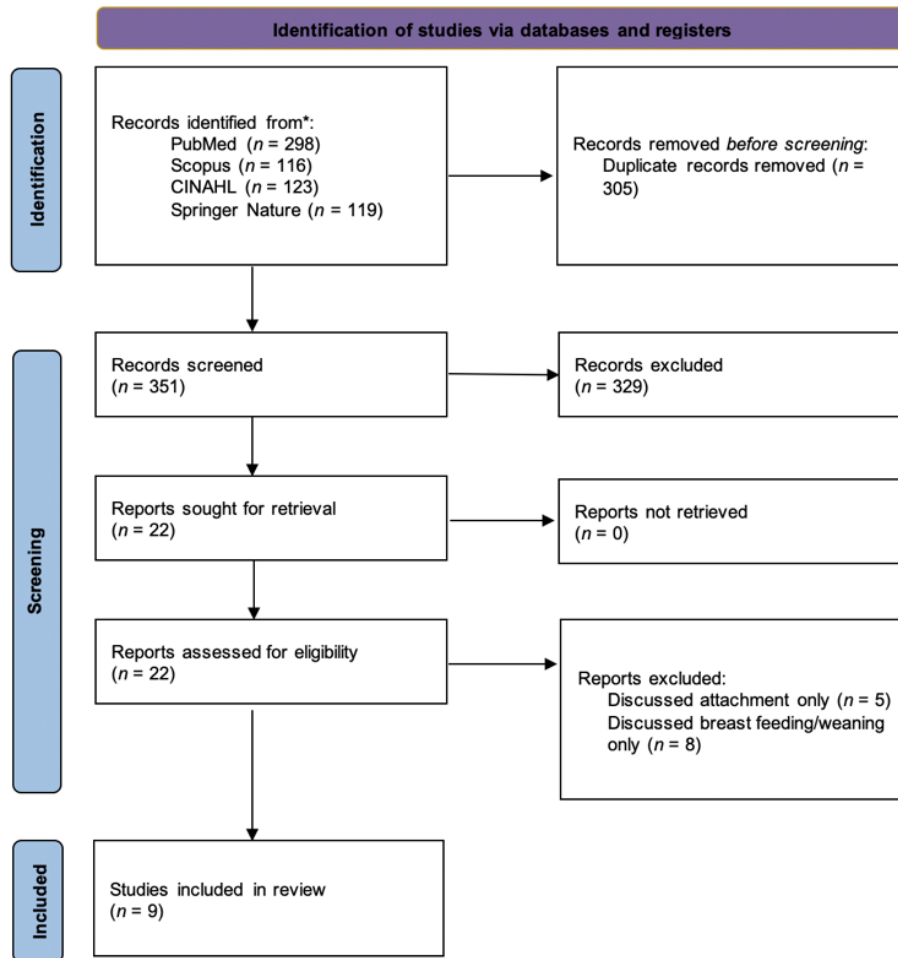 Identification of studies via databases and registers
Identification
Records identified from*:
PubMed (n = 298)
Scopus (n = 116)
CINAHL (n = 123)
Springer Nature (n = 119)
Records removed before screening:
Duplicate records removed (n =
305)
Screening
Records screened
(n = 351)
Records excluded
(n = 329)
Reports sought for retrieval
(n = 22)
Reports not retrieved
(n = 0)
Reports assessed for eligibility
(n = 22)
Reports excluded:
Discussed attachment only (n = 5)
Discussed breast feeding/weaning
only (n = 8)
Included
Studies included in review
(n = 9)